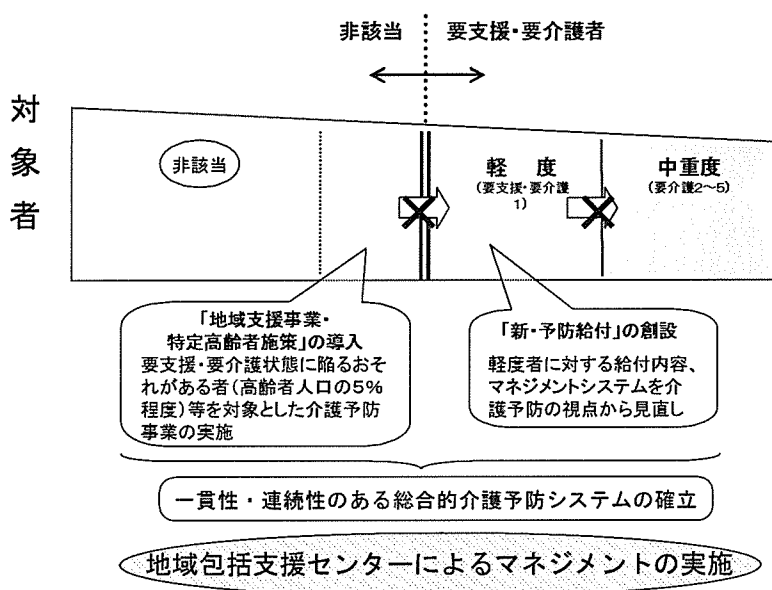 非該当
要支援・要介護者
対象者
非該当
軽 度
(要支援・要介護
1)
中重度
(要介護2~5)
「地域支援事業・
特定高齢者施策」の導入
要支援・要介護状態に陥るおそ
れがある者(高齢者人口の5%
程度)等を対象とした介護予防
事業の実施
「新・予防給付」の創設
軽度者に対する給付内容、
マネジメントシステムを介
護予防の視点から見直し
一貫性・連続性のある総合的介護予防システムの確立
地域包括支援センターによるマネジメントの実施